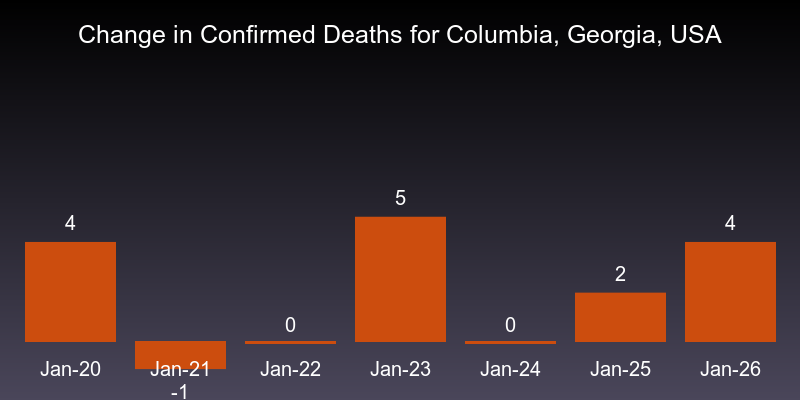 Change in Confirmed Deaths for Columbia, Georgia, USA
4
-1
0
5
0
2
4
Jan-20
Jan-21
Jan-22
Jan-23
Jan-24
Jan-25
Jan-26